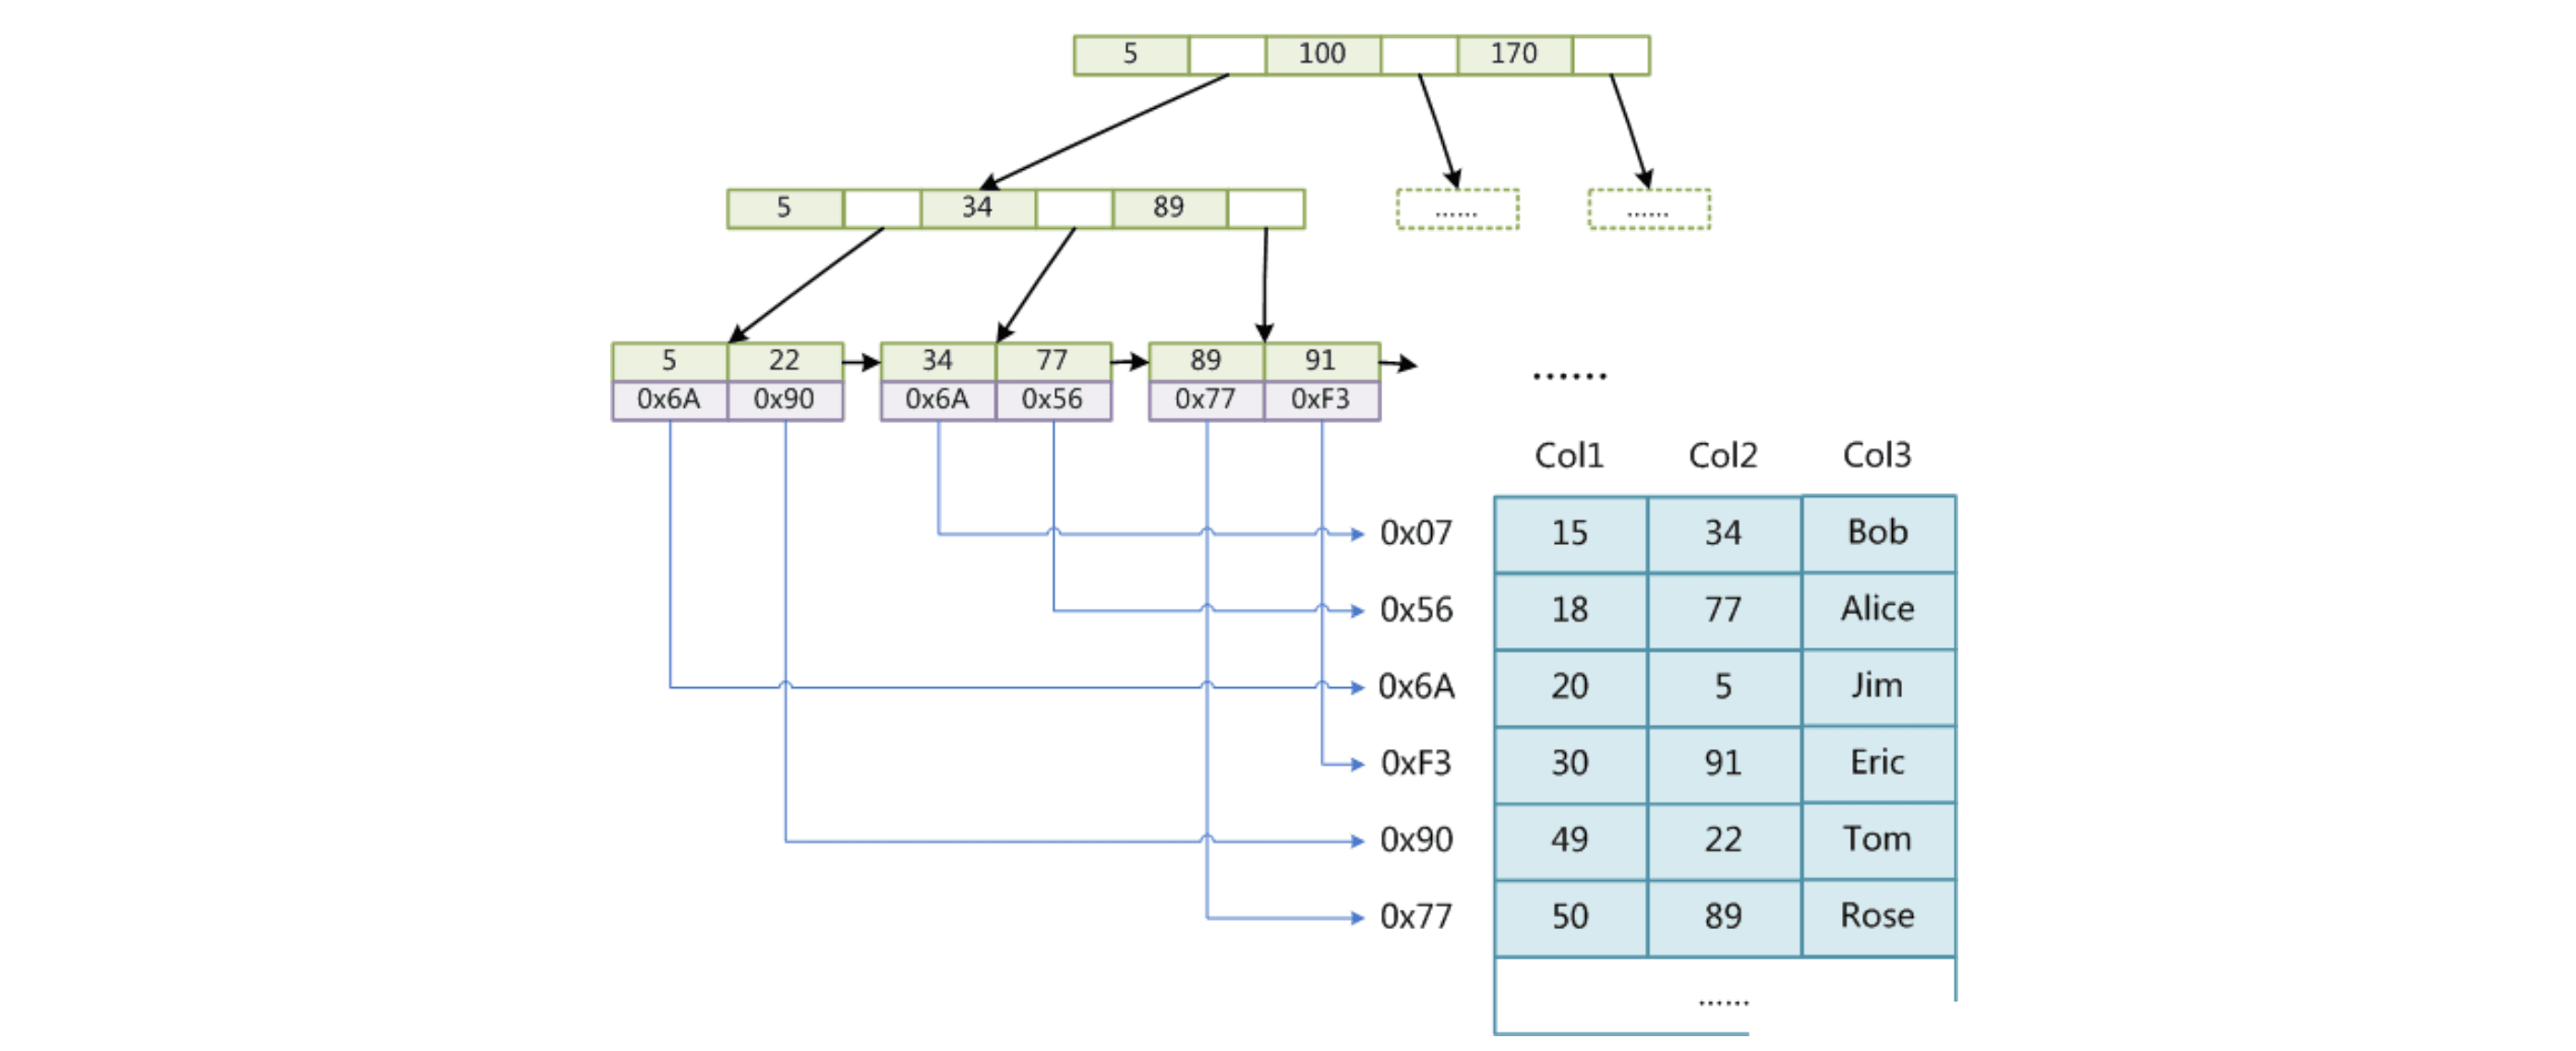 5 100 170
5 34 89 ...... ......
5 22 34 77 89 91 ......
0x6A 0x90 0x6A 0x56 0x77 0xF3
Col1 Col2 Col3
0x07 15 34 Bob
0x56 18 77 Alice
0x6A 20 5 Jim
0xF3 30 91 Eric
0x90 49 22 Tom
0x77 50 89 Rose
......